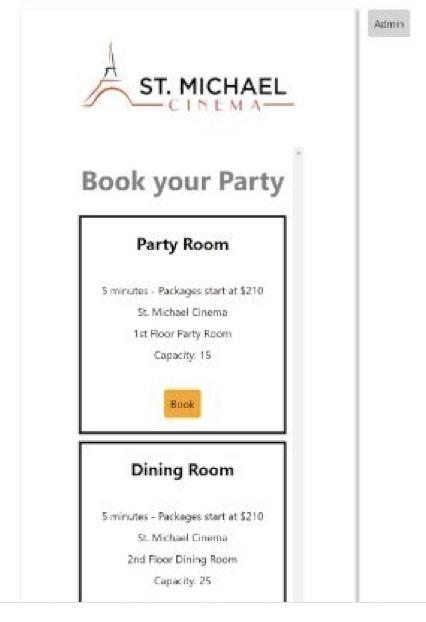 Admin
ST. MICHAEL
CINEMA
Book your Party
Party Room
5 minutes - Packages start at $210
St. Michael Cinema
1st Floor Party Room
Capacity: 15
Book
Dining Room
5 minutes - Packages start at $210
St. Michael Cinema
2nd Floor Dining Room
Capacity: 25